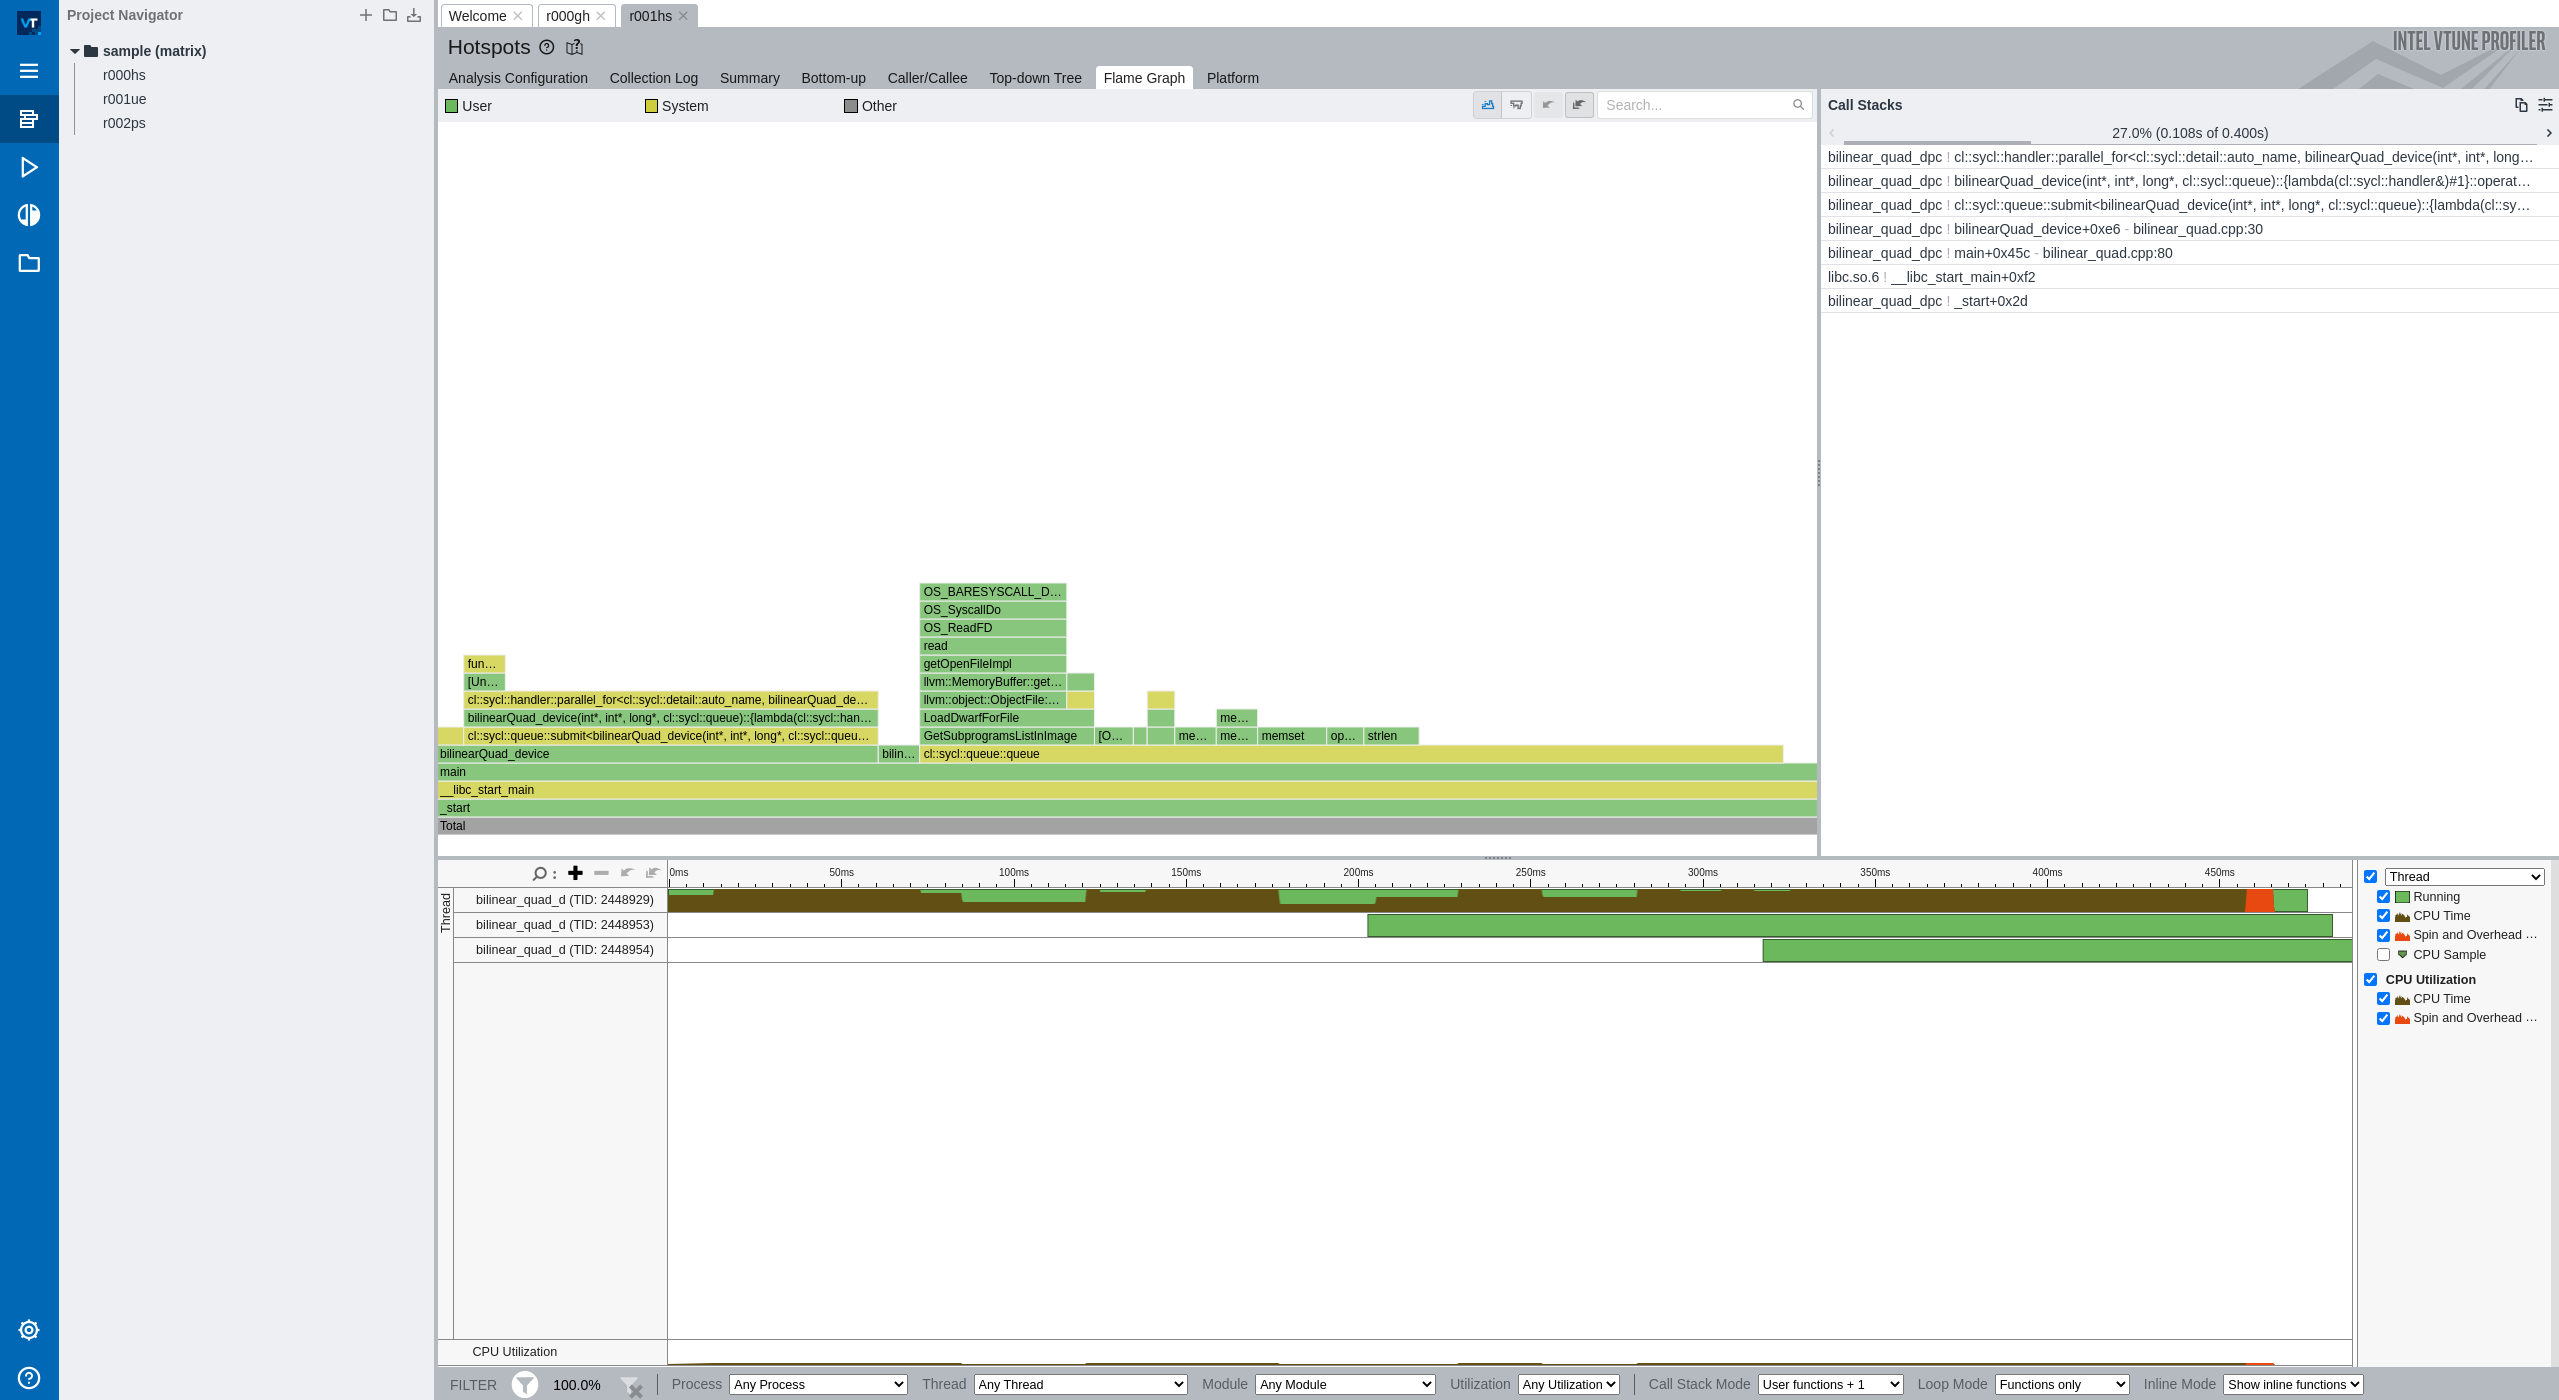 VT
Project Navigator
sample (matrix)
r000hs
r001ue
r002ps
Welcome
r000gh
r001hs
Hotspots
INTEL VTUNE PROFILER
Analysis Configuration
Collection Log
Summary
Bottom-up
Caller/Callee
Top-down Tree
Flame Graph
Platform
User
System
Other
Search...
OS_BARESYSCALL_D…
OS_SyscallDo
OS_ReadFD
read
fun…
getOpenFileImpl
[Un…
llvm::MemoryBuffer::get…
cl::sycl::handler::parallel_for<cl::sycl::detail::auto_name, bilinearQuad_de…
llvm::object::ObjectFile:…
bilinearQuad_device(int*, int*, long*, cl::sycl::queue)::{lambda(cl::sycl::han…
LoadDwarfForFile
me…
cl::sycl::queue::submit<bilinearQuad_device(int*, int*, long*, cl::sycl::queu…
GetSubprogramsListInImage
[O…
me…
me…
memset
op…
strlen
bilinearQuad_device
bilin…
cl::sycl::queue::queue
main
__libc_start_main
_start
Total
Call Stacks
27.0% (0.108s of 0.400s)
bilinear_quad_dpc ! cl::sycl::handler::parallel_for<cl::sycl::detail::auto_name, bilinearQuad_device(int*, int*, long…
bilinear_quad_dpc ! bilinearQuad_device(int*, int*, long*, cl::sycl::queue)::{lambda(cl::sycl::handler&)#1}::operat…
bilinear_quad_dpc ! cl::sycl::queue::submit<bilinearQuad_device(int*, int*, long*, cl::sycl::queue)::{lambda(cl::sy…
bilinear_quad_dpc ! bilinearQuad_device+0xe6 - bilinear_quad.cpp:30
bilinear_quad_dpc ! main+0x45c - bilinear_quad.cpp:80
libc.so.6 ! __libc_start_main+0xf2
bilinear_quad_dpc ! _start+0x2d
0ms 50ms 100ms 150ms 200ms 250ms 300ms 350ms 400ms 450ms
Thread
bilinear_quad_d (TID: 2448929)
bilinear_quad_d (TID: 2448953)
bilinear_quad_d (TID: 2448954)
CPU Utilization
Thread
Running
CPU Time
Spin and Overhead …
CPU Sample
CPU Utilization
CPU Time
Spin and Overhead …
FILTER 100.0% Process Any Process Thread Any Thread Module Any Module Utilization Any Utilization Call Stack Mode User functions + 1 Loop Mode Functions only Inline Mode Show inline functions